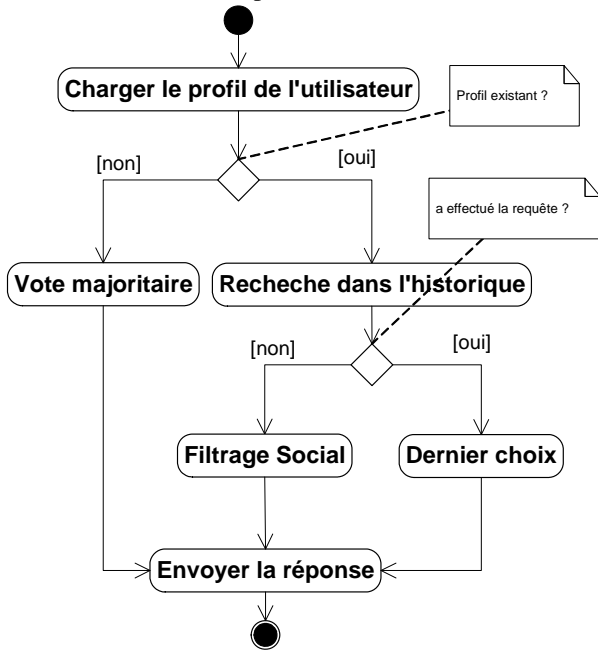 Charger le profil de l'utilisateur
Profil existant ?
[non]
[oui]
a effectué la requête ?
Vote majoritaire
Recheche dans l'historique
[non]
[oui]
Filtrage Social
Dernier choix
Envoyer la réponse